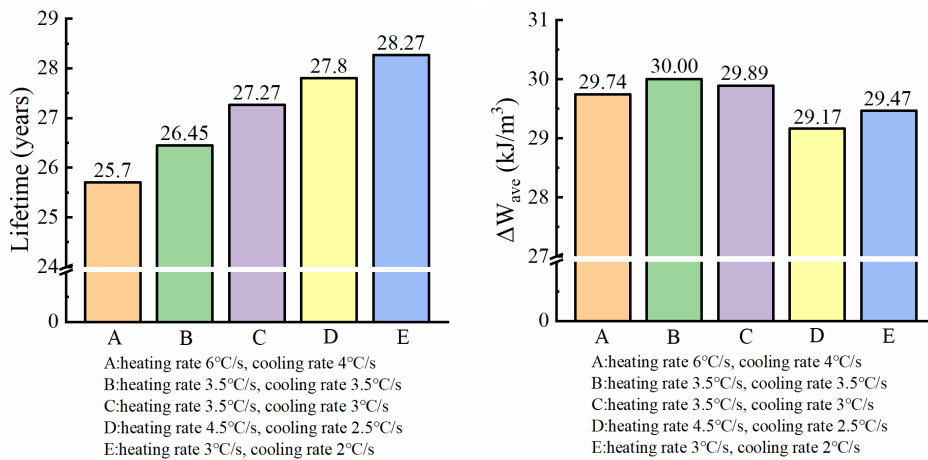 Lifetime (years)
29
28
27
26
25
24
0
25.7
26.45
27.27
27.8
28.27
A B C D E
A:heating rate 6°C/s, cooling rate 4°C/s
B:heating rate 3.5°C/s, cooling rate 3.5°C/s
C:heating rate 3.5°C/s, cooling rate 3°C/s
D:heating rate 4.5°C/s, cooling rate 2.5°C/s
E:heating rate 3°C/s, cooling rate 2°C/s
ΔWave (kJ/m³)
31
30
29
28
27
0
29.74
30.00
29.89
29.17
29.47
A B C D E
A:heating rate 6°C/s, cooling rate 4°C/s
B:heating rate 3.5°C/s, cooling rate 3.5°C/s
C:heating rate 3.5°C/s, cooling rate 3°C/s
D:heating rate 4.5°C/s, cooling rate 2.5°C/s
E:heating rate 3°C/s, cooling rate 2°C/s